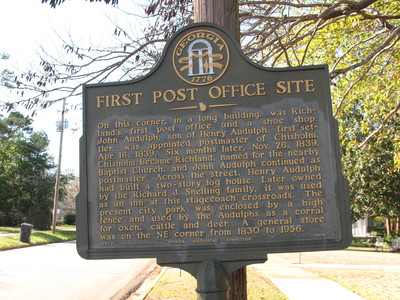 GEORGIA
1776
FIRST POST OFFICE SITE
On this corner, in a long building, was Rich-
land's first post office and a shoe shop.
John Audulph, son of Henry Audulph, first set-
tler, was appointed postmaster of Chisholm,
Apr 16, 1839. Six months later, Nov. 26, 1839,
Chisholm became Richland, named for the nearby
Baptist Church, and John Audulph continued as
postmaster. Across the street, Henry Audulph
had built a two-story log house. Later owned
by the Richard J. Snelling family, it was used
as an inn at this stagecoach crossroads. The
present city park was enclosed by a high
fence and used by the Audulphs as a corral
for oxen, cattle and deer. A general store
was on the NE corner from 1830 to 1956.
GEORGIA HISTORICAL COMMISSION